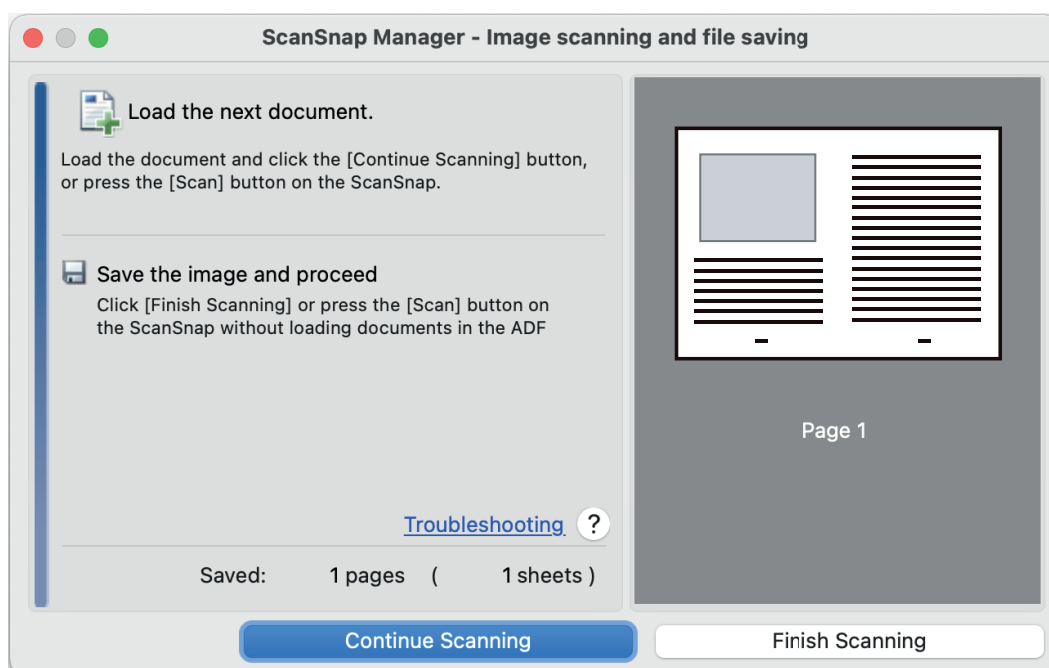 ScanSnap Manager - Image scanning and file saving
Load the next document.
Load the document and click the [Continue Scanning] button,
or press the [Scan] button on the ScanSnap.
Save the image and proceed
Click [Finish Scanning] or press the [Scan] button on
the ScanSnap without loading documents in the ADF
Troubleshooting ?
Saved: 1 pages ( 1 sheets )
Page 1
Continue Scanning
Finish Scanning